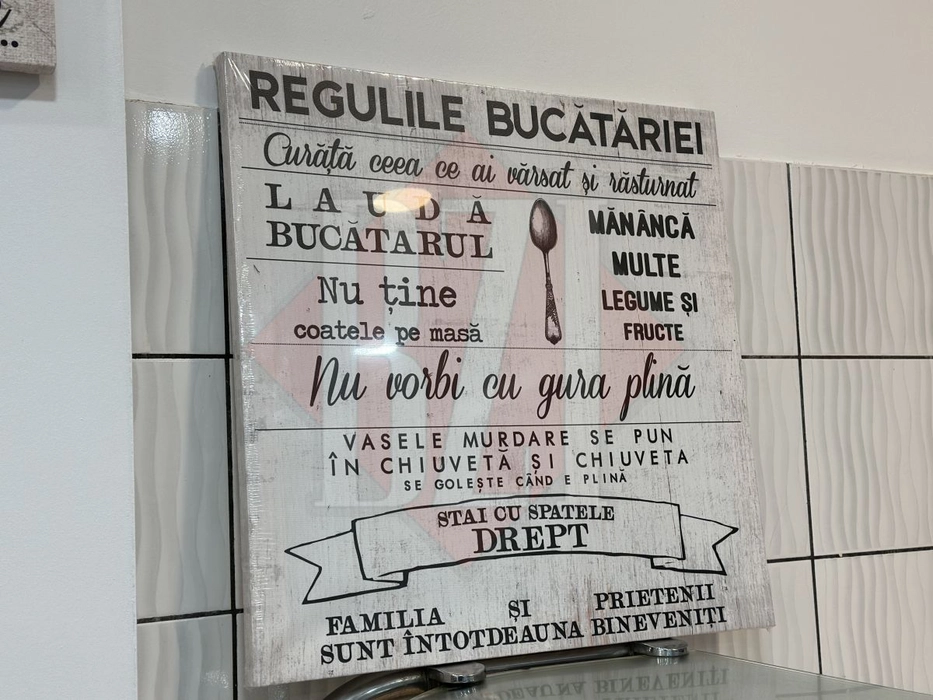 REGULILE BUCĂTĂRIEI
Curăță ceea ce ai vărsat și răsturnat
LAUDĂ
BUCĂTARUL
Nu ține
coatele pe masă
MĂNÂNCĂ
MULTE
LEGUME ȘI
FRUCTE
Nu vorbi cu gura plină
VASELE MURDARE SE PUN
ÎN CHIUVETĂ ȘI CHIUVETA
SE GOLEȘTE CÂND E PLINĂ
STAI CU SPATELE
DREPT
FAMILIA ȘI PRIETENII
SUNT ÎNTOTDEAUNA BINEVENIȚI